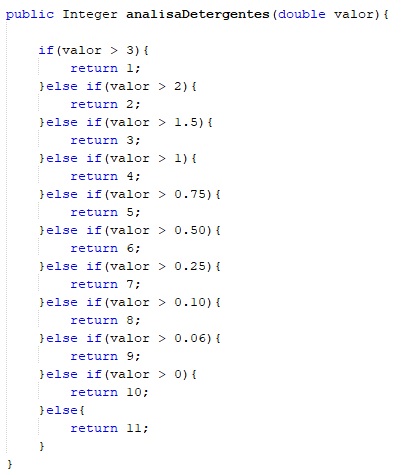 public Integer analisaDetergentes(double valor){
if(valor > 3){
return 1;
}else if(valor > 2){
return 2;
}else if(valor > 1.5){
return 3;
}else if(valor > 1){
return 4;
}else if(valor > 0.75){
return 5;
}else if(valor > 0.50){
return 6;
}else if(valor > 0.25){
return 7;
}else if(valor > 0.10){
return 8;
}else if(valor > 0.06){
return 9;
}else if(valor > 0){
return 10;
}else{
return 11;
}
}